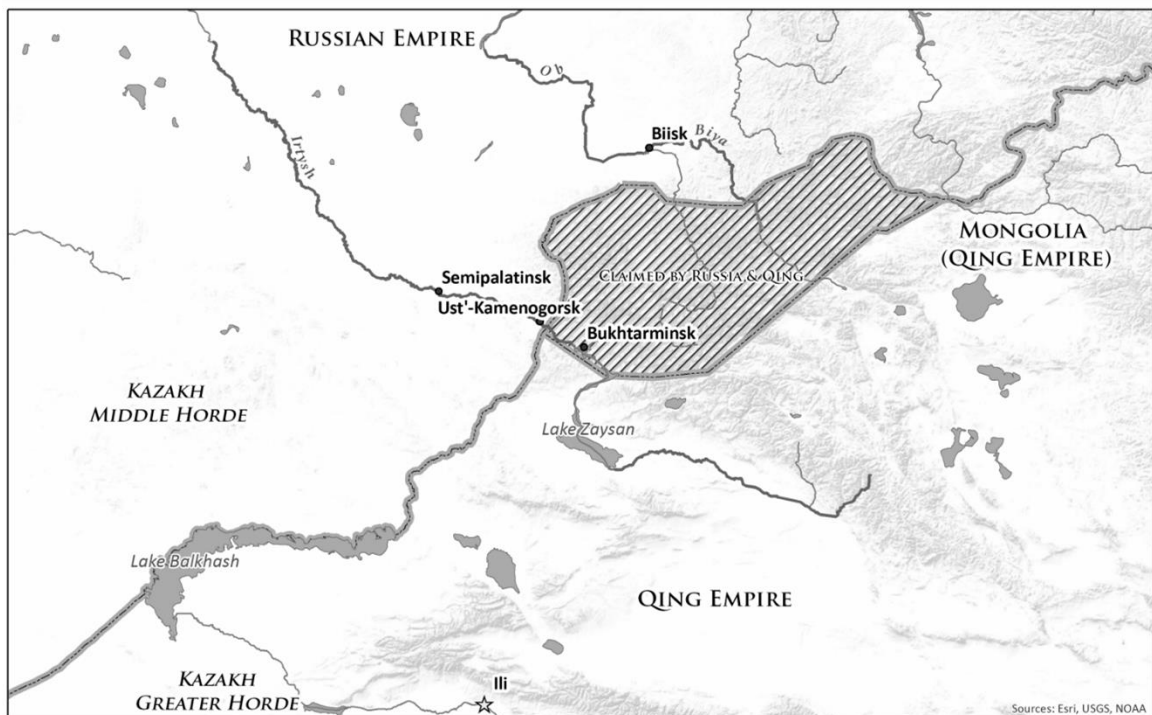 RUSSIAN EMPIRE
Ob
Irtysh
Biisk
Biya
MONGOLIA
(QING EMPIRE)
CLAIMED BY RUSSIA & QING
Semipalatinsk
Ust'-Kamenogorsk
Bukhtarminsk
KAZAKH
MIDDLE HORDE
Lake Zaysan
Lake Balkhash
QING EMPIRE
KAZAKH
GREATER HORDE
Ili
Sources: Esri, USGS, NOAA